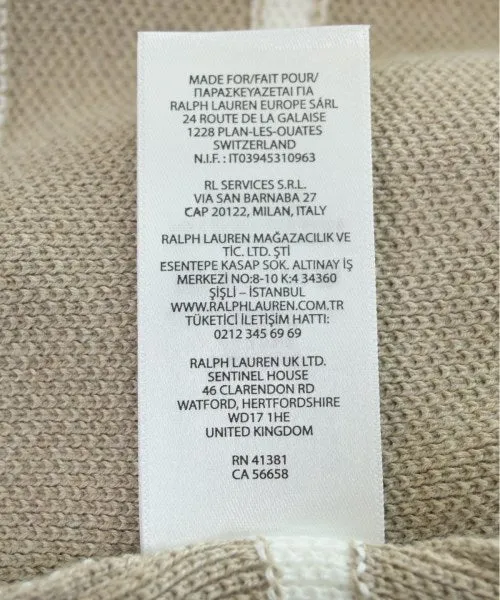 MADE FOR/FAIT POUR/
ΠΑΡΑΣΚΕΥΑΖΕΤΑΙ ΓΙΑ
RALPH LAUREN EUROPE SÁRL
24 ROUTE DE LA GALAISE
1228 PLAN-LES-OUATES
SWITZERLAND
N.I.F. : IT03945310963
RL SERVICES S.R.L.
VIA SAN BARNABA 27
CAP 20122, MILAN, ITALY
RALPH LAUREN MAĞAZACILIK VE
TİC. LTD. ŞTİ
ESENTEPE KASAP SOK. ALTINAY İŞ
MERKEZİ NO:8-10 K:4 34360
ŞİŞLİ – İSTANBUL
WWW.RALPHLAUREN.COM.TR
TÜKETİCİ İLETİŞİM HATTI:
0212 345 69 69
RALPH LAUREN UK LTD.
SENTINEL HOUSE
46 CLARENDON RD
WATFORD, HERTFORDSHIRE
WD17 1HE
UNITED KINGDOM
RN 41381
CA 56658